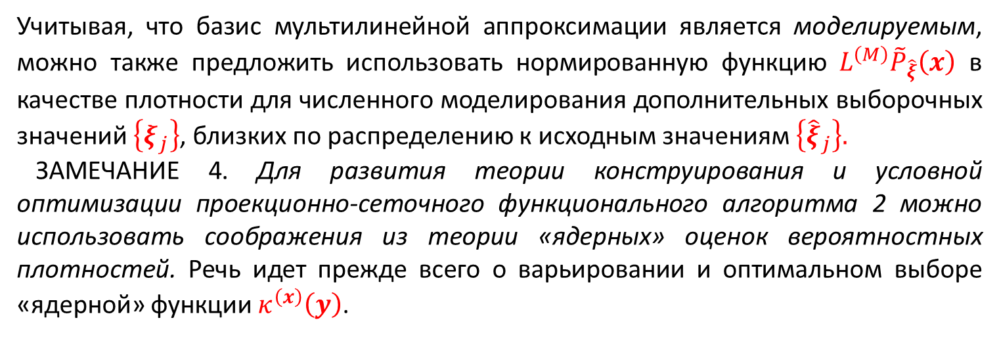 Учитывая, что базис мультилинейной аппроксимации является моделируемым,
можно также предложить использовать нормированную функцию $L^{(M)}\tilde{P}_{\hat{\boldsymbol{\xi}}}(\boldsymbol{x})$ в
качестве плотности для численного моделирования дополнительных выборочных
значений $\{\boldsymbol{\xi}_j\}$, близких по распределению к исходным значениям $\{\hat{\boldsymbol{\xi}}_j\}.$
ЗАМЕЧАНИЕ 4. Для развития теории конструирования и условной
оптимизации проекционно-сеточного функционального алгоритма 2 можно
использовать соображения из теории «ядерных» оценок вероятностных
плотностей. Речь идет прежде всего о варьировании и оптимальном выборе
«ядерной» функции $\kappa^{(\boldsymbol{x})}(\boldsymbol{y})$.